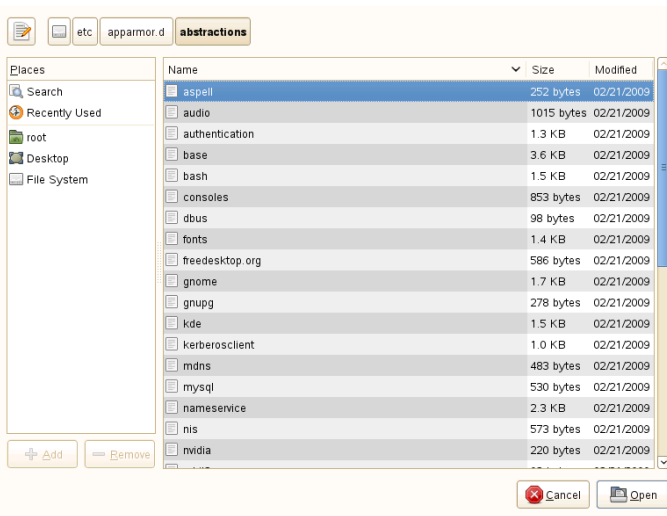 etc apparmor.d abstractions
Places
Search
Recently Used
root
Desktop
File System
Add Remove
Name Size Modified
aspell 252 bytes 02/21/2009
audio 1015 bytes 02/21/2009
authentication 1.3 KB 02/21/2009
base 3.6 KB 02/21/2009
bash 1.5 KB 02/21/2009
consoles 853 bytes 02/21/2009
dbus 98 bytes 02/21/2009
fonts 1.4 KB 02/21/2009
freedesktop.org 586 bytes 02/21/2009
gnome 1.7 KB 02/21/2009
gnupg 278 bytes 02/21/2009
kde 1.5 KB 02/21/2009
kerberosclient 1.0 KB 02/21/2009
mdns 483 bytes 02/21/2009
mysql 530 bytes 02/21/2009
nameservice 2.3 KB 02/21/2009
nis 573 bytes 02/21/2009
nvidia 220 bytes 02/21/2009
Cancel Open